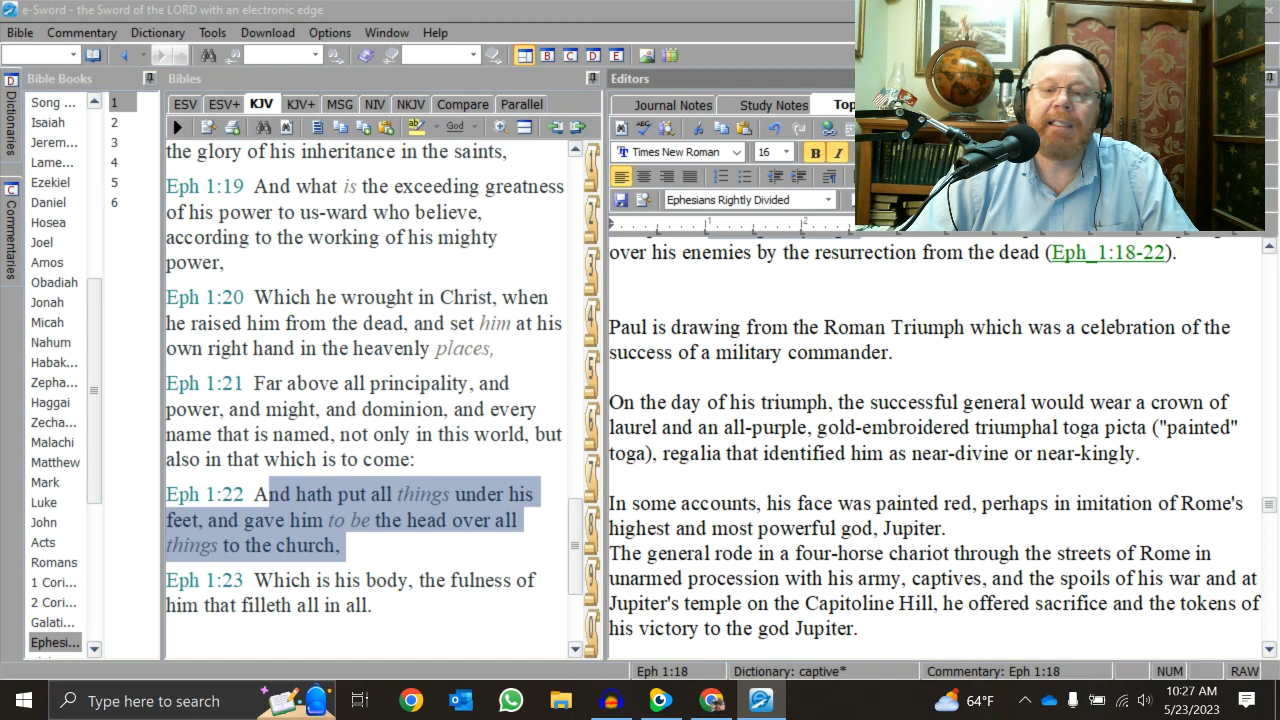 e-Sword - the Sword of the LORD with an electronic edge
Bible Commentary Dictionary Tools Download Options Window Help
B C D E
Dictionaries
Commentaries
Bible Books
Song ...
Isaiah
Jerem...
Lame...
Ezekiel
Daniel
Hosea
Joel
Amos
Obadiah
Jonah
Micah
Nahum
Habak...
Zepha...
Haggai
Zecha...
Malachi
Matthew
Mark
Luke
John
Acts
Romans
1 Cori...
2 Cori...
Galati...
Ephesi...
1
2
3
4
5
6
Bibles
ESV ESV+ KJV KJV+ MSG NIV NKJV Compare Parallel
God
the glory of his inheritance in the saints,
Eph 1:19 And what is the exceeding greatness
of his power to us-ward who believe,
according to the working of his mighty
power,
Eph 1:20 Which he wrought in Christ, when
he raised him from the dead, and set him at his
own right hand in the heavenly places,
Eph 1:21 Far above all principality, and
power, and might, and dominion, and every
name that is named, not only in this world, but
also in that which is to come:
Eph 1:22 And hath put all things under his
feet, and gave him to be the head over all
things to the church,
Eph 1:23 Which is his body, the fulness of
him that filleth all in all.
Editors
Journal Notes Study Notes Top
Times New Roman 16 B I
Ephesians Rightly Divided
1 2
over his enemies by the resurrection from the dead (Eph_1:18-22).
Paul is drawing from the Roman Triumph which was a celebration of the
success of a military commander.
On the day of his triumph, the successful general would wear a crown of
laurel and an all-purple, gold-embroidered triumphal toga picta ("painted"
toga), regalia that identified him as near-divine or near-kingly.
In some accounts, his face was painted red, perhaps in imitation of Rome's
highest and most powerful god, Jupiter.
The general rode in a four-horse chariot through the streets of Rome in
unarmed procession with his army, captives, and the spoils of his war and at
Jupiter's temple on the Capitoline Hill, he offered sacrifice and the tokens of
his victory to the god Jupiter.
Eph 1:18 Dictionary: captive* Commentary: Eph 1:18 NUM RAW
Type here to search
64°F
10:27 AM
5/23/2023